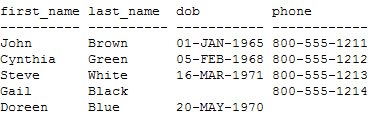 first_name last_name  dob         phone
---------- ---------- ----------- ------------
John       Brown      01-JAN-1965 800-555-1211
Cynthia    Green      05-FEB-1968 800-555-1212
Steve      White      16-MAR-1971 800-555-1213
Gail       Black                  800-555-1214
Doreen     Blue       20-MAY-1970